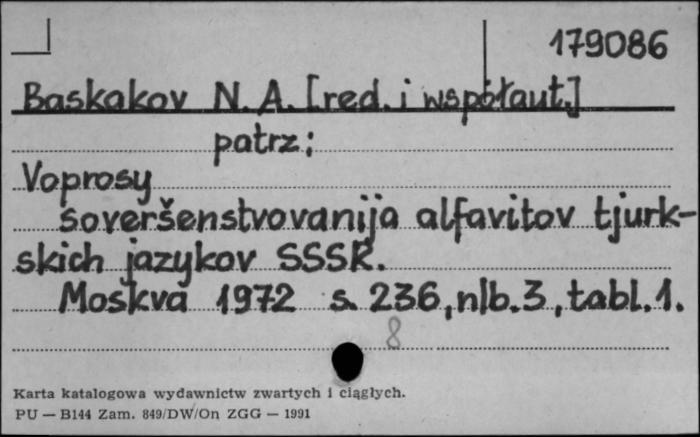 179086
Baskakov N. A. [red. i współaut.]
patrz:
Voprosy
soveršenstvovanija alfavitov tjurk-
skich jazykov SSSR.
Moskva 1972 s. 236, nlb. 3, tabl. 1.
8
Karta katalogowa wydawnictw zwartych i ciągłych.
PU — B144 Zam. 849/DW/On ZGG — 1991